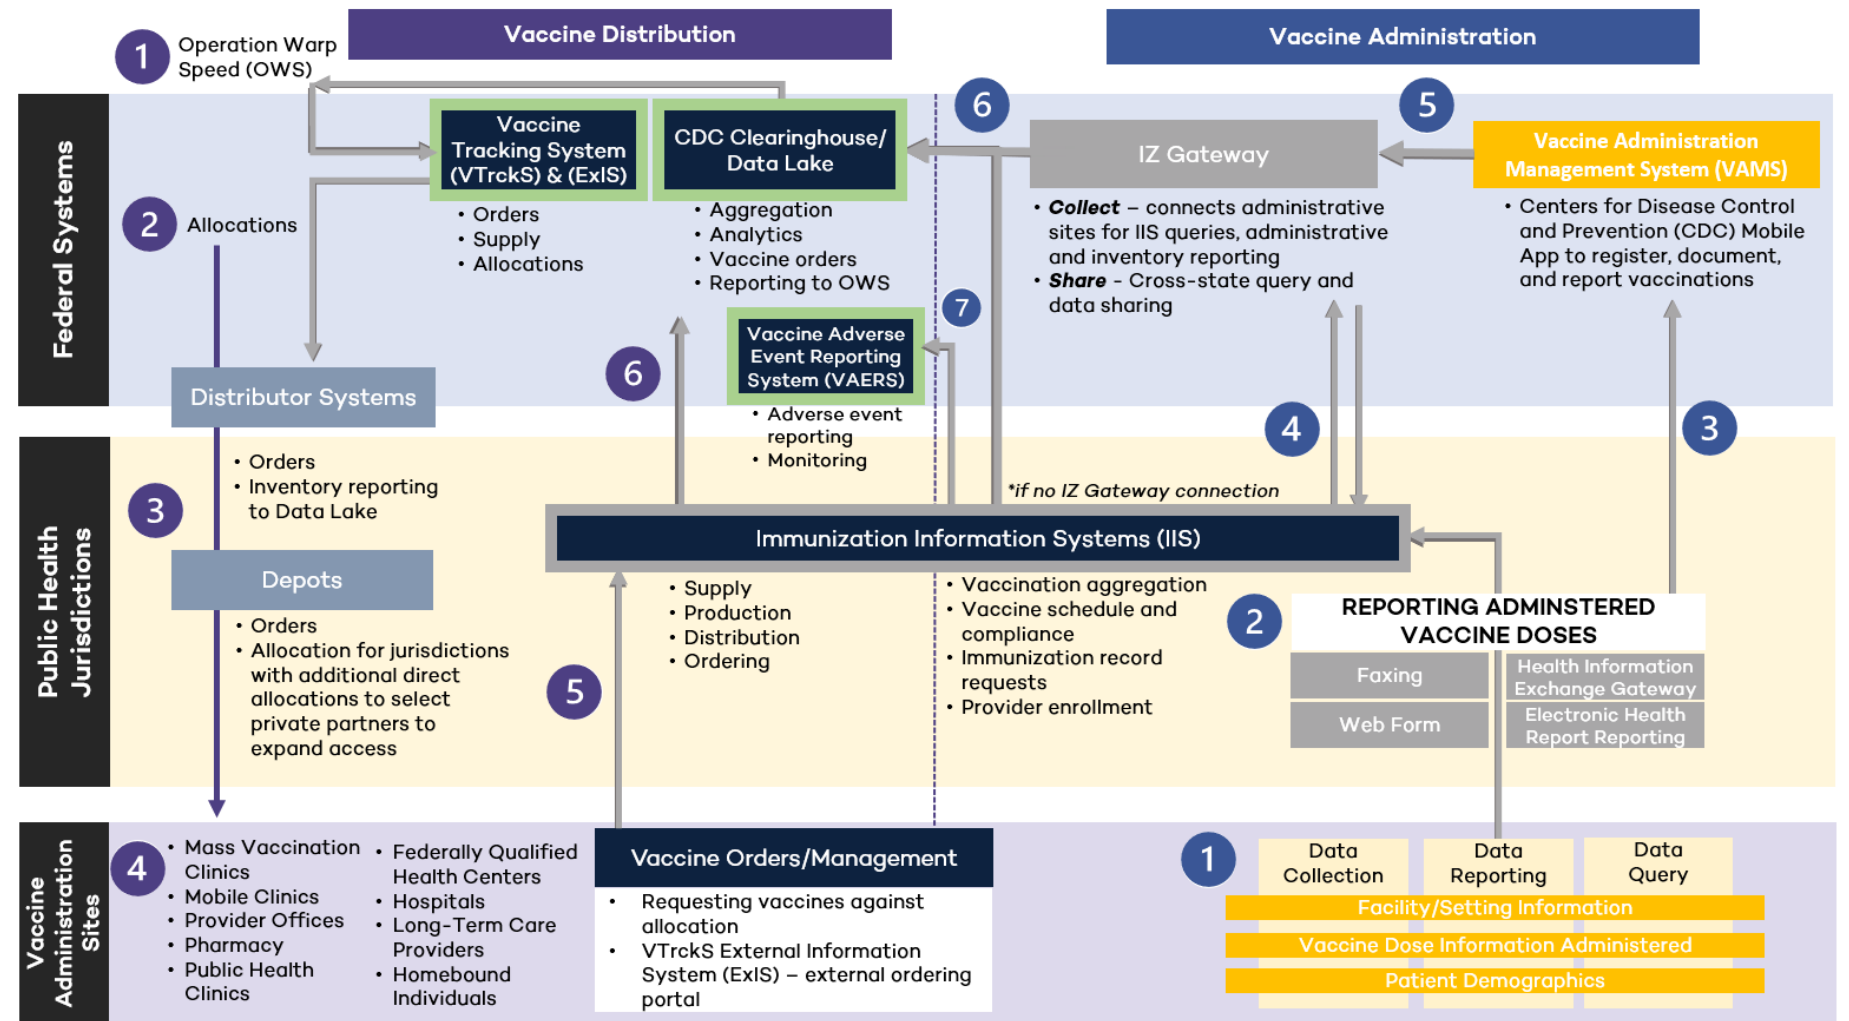 Vaccine Distribution
Vaccine Administration
1
Operation Warp
Speed (OWS)
Federal Systems
Vaccine
Tracking System
(VTrckS) & (ExIS)
• Orders
• Supply
• Allocations
CDC Clearinghouse/
Data Lake
• Aggregation
• Analytics
• Vaccine orders
• Reporting to OWS
6
IZ Gateway
• Collect – connects administrative
sites for IIS queries, administrative
and inventory reporting
• Share - Cross-state query and
data sharing
5
Vaccine Administration
Management System (VAMS)
• Centers for Disease Control
and Prevention (CDC) Mobile
App to register, document,
and report vaccinations
2
Allocations
7
Vaccine Adverse
Event Reporting
System (VAERS)
• Adverse event
reporting
• Monitoring
6
4
3
Distributor Systems
• Orders
• Inventory reporting
to Data Lake
Public Health
Jurisdictions
3
Depots
• Orders
• Allocation for jurisdictions
with additional direct
allocations to select
private partners to
expand access
*if no IZ Gateway connection
Immunization Information Systems (IIS)
• Supply
• Production
• Distribution
• Ordering
• Vaccination aggregation
• Vaccine schedule and
compliance
• Immunization record
requests
• Provider enrollment
5
2
REPORTING ADMINSTERED
VACCINE DOSES
Faxing
Health Information
Exchange Gateway
Web Form
Electronic Health
Report Reporting
Vaccine
Administration
Sites
4
• Mass Vaccination
Clinics
• Mobile Clinics
• Provider Offices
• Pharmacy
• Public Health
Clinics
• Federally Qualified
Health Centers
• Hospitals
• Long-Term Care
Providers
• Homebound
Individuals
Vaccine Orders/Management
• Requesting vaccines against
allocation
• VTrckS External Information
System (ExIS) – external ordering
portal
1
Data
Collection
Data
Reporting
Data
Query
Facility/Setting Information
Vaccine Dose Information Administered
Patient Demographics